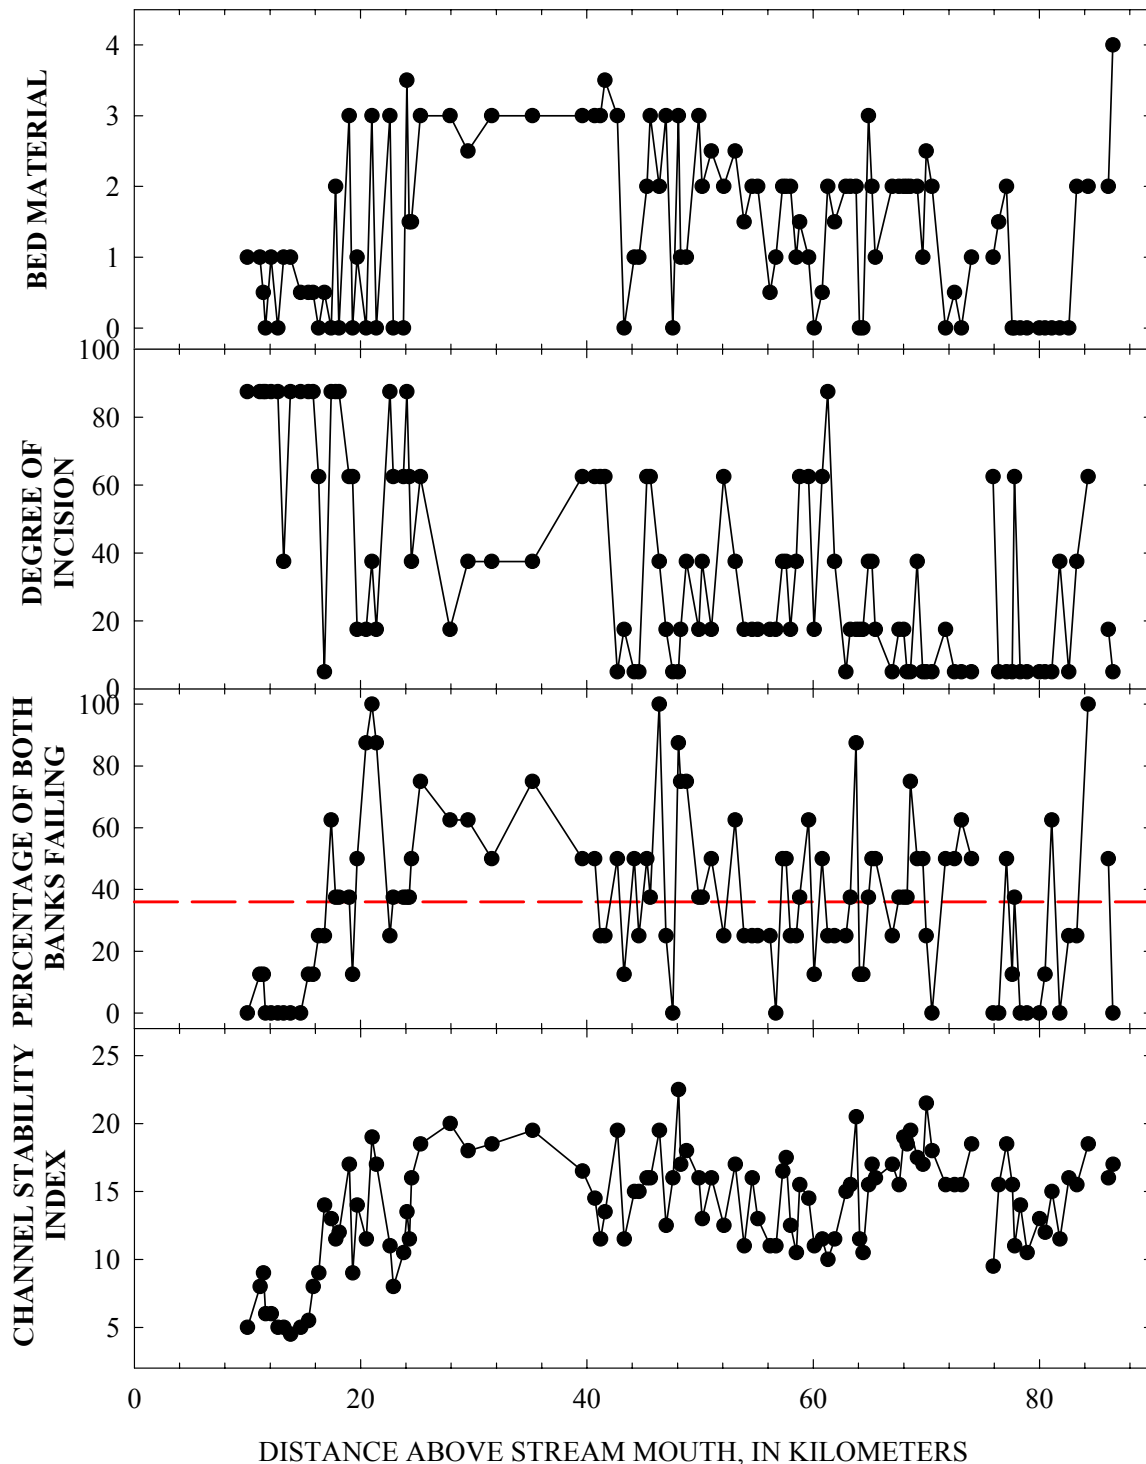 BED MATERIAL
4
3
2
1
0
DEGREE OF
INCISION
100
80
60
40
20
0
PERCENTAGE OF BOTH
BANKS FAILING
100
80
60
40
20
0
CHANNEL STABILITY
INDEX
25
20
15
10
5
0 20 40 60 80
DISTANCE ABOVE STREAM MOUTH, IN KILOMETERS